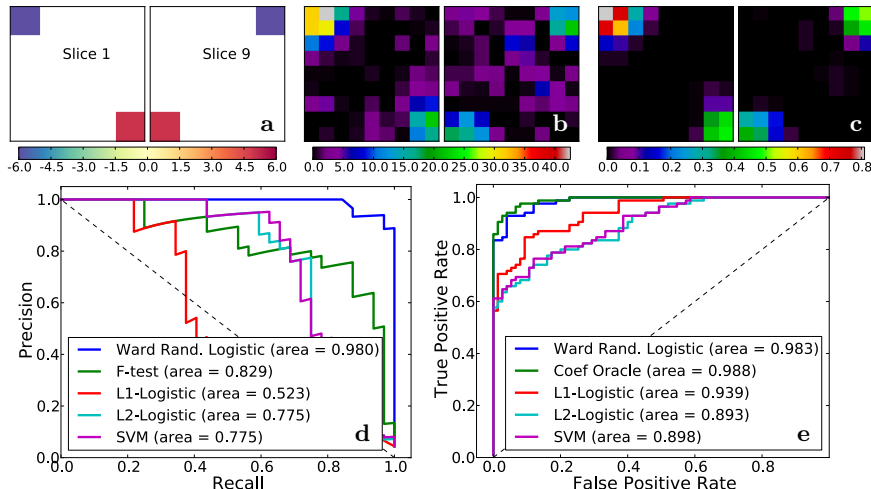 Slice 1
Slice 9
a
b
c
-6.0 -4.5 -3.0 -1.5 0.0 1.5 3.0 4.5 6.0
0.0 5.0 10.0 15.0 20.0 25.0 30.0 35.0 40.0
0.0 0.1 0.2 0.3 0.4 0.5 0.6 0.7 0.8
1.0
0.8
0.6
0.4
0.2
0.0
Precision
0.0 0.2 0.4 0.6 0.8 1.0
Recall
Ward Rand. Logistic (area = 0.980)
F-test (area = 0.829)
L1-Logistic (area = 0.523)
L2-Logistic (area = 0.775)
SVM (area = 0.775)
d
1.0
0.8
0.6
0.4
0.2
0.0
True Positive Rate
0.0 0.2 0.4 0.6 0.8
False Positive Rate
Ward Rand. Logistic (area = 0.983)
Coef Oracle (area = 0.988)
L1-Logistic (area = 0.939)
L2-Logistic (area = 0.893)
SVM (area = 0.898)
e